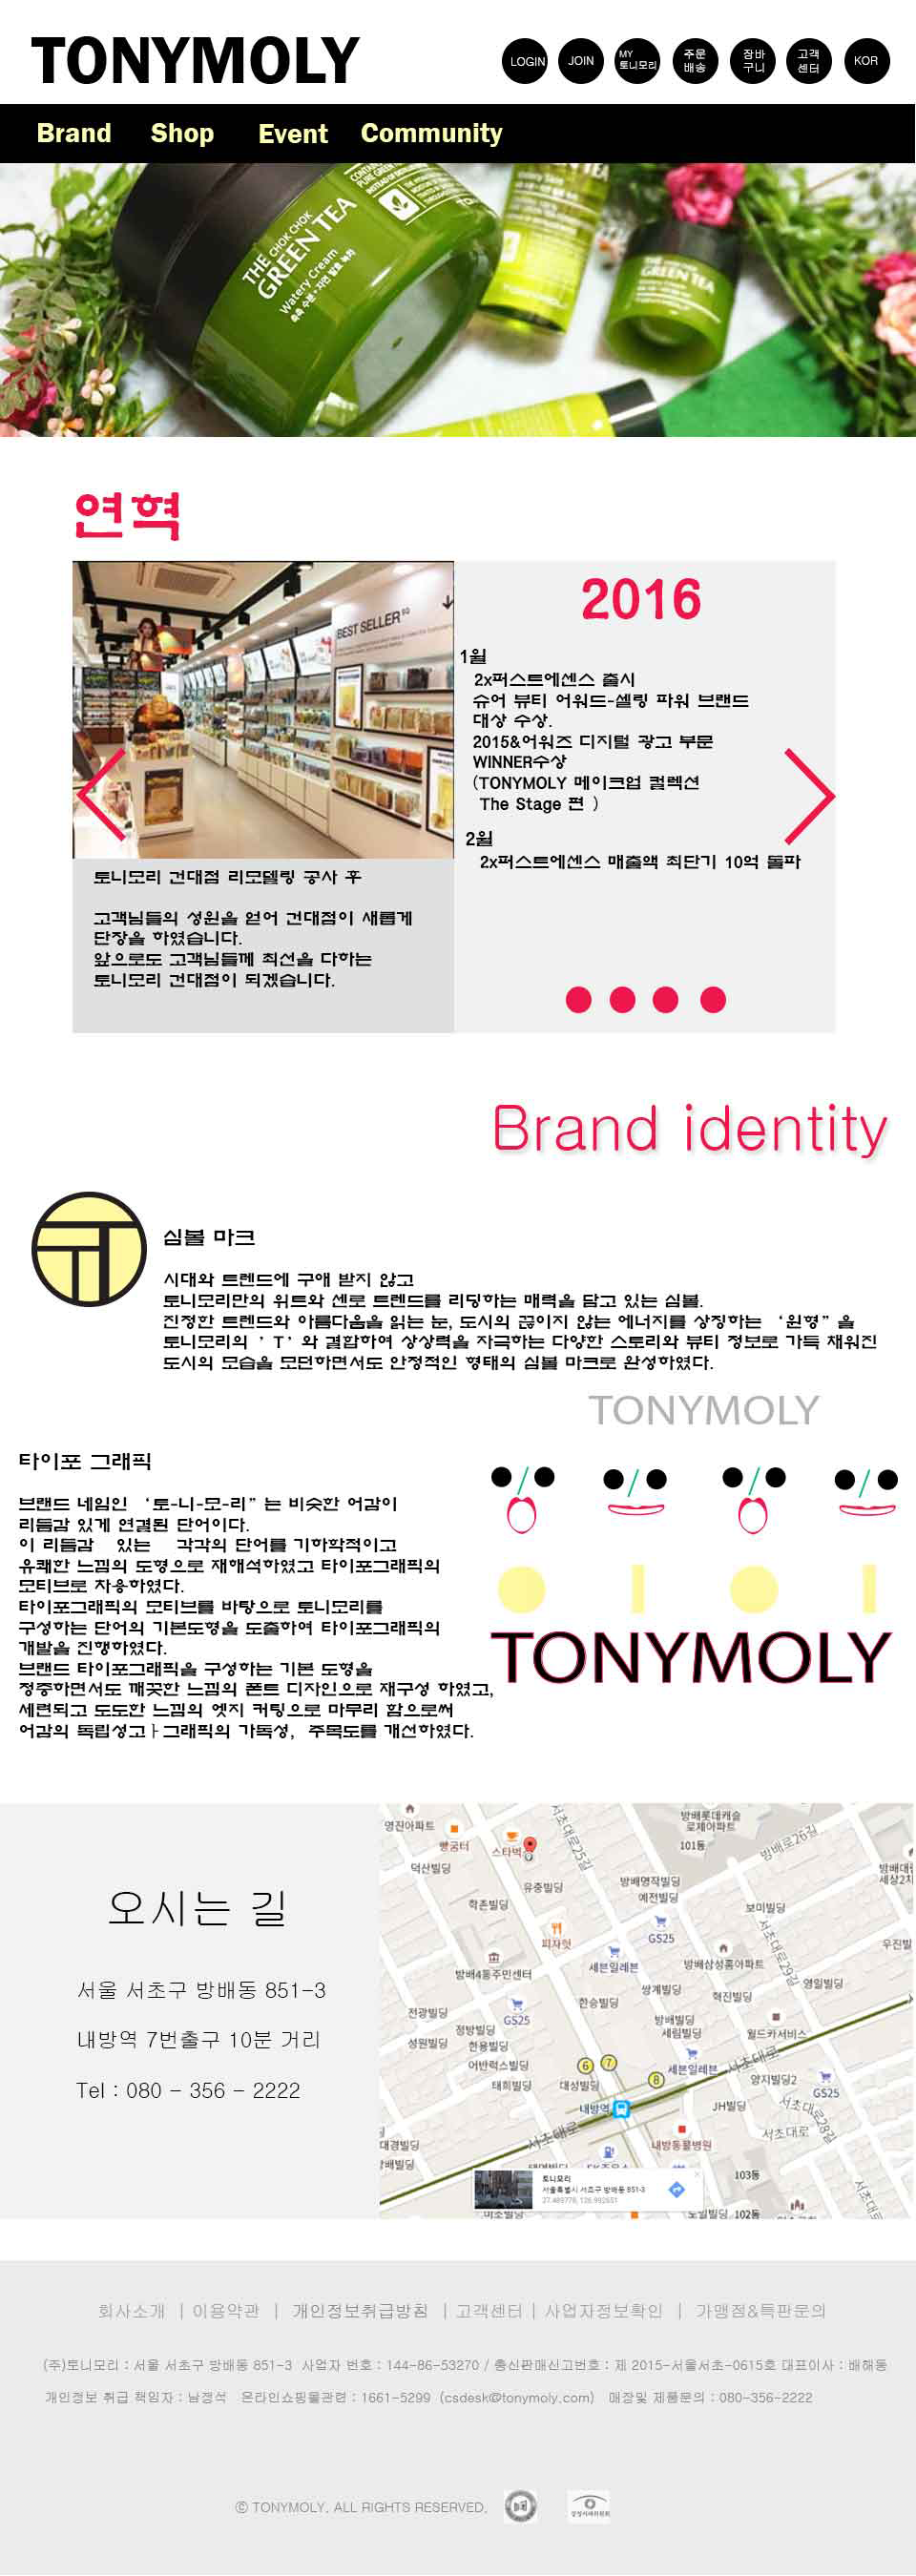 TONYMOLY
LOGIN
JOIN
MY
토니모리
주문
배송
장바
구니
고객
센터
KOR
Brand Shop Event Community
THE CHOK CHOK
GREEN TEA
Watery Cream
GREEN TEA
연혁
BEST SELLER
2016
1월
2x퍼스트에센스 출시
슈어 뷰티 어워드-셀링 파워 브랜드
대상 수상.
2015&어워즈 디지털 광고 부문
WINNER수상
(TONYMOLY 메이크업 컬렉션
The Stage 편 )
2월
2x퍼스트에센스 매출액 최단기 10억 돌파
토니모리 건대점 리모델링 공사 후
고객님들의 성원을 얻어 건대점이 새롭게
단장을 하였습니다.
앞으로도 고객님들께 최선을 다하는
토니모리 건대점이 되겠습니다.
Brand identity
심볼 마크
시대와 트렌드에 구애 받지 않고
토니모리만의 위트와 센로 트렌드를 리딩하는 매력을 담고 있는 심볼.
진정한 트렌드와 아름다움을 읽는 눈, 도시의 끊이지 않는 에너지를 상징하는 ‘원형” 을
토니모리의 ’T’ 와 결합하여 상상력을 자극하는 다양한 스토리와 뷰티 정보로 가득 채워진
도시의 모습을 모던하면서도 안정적인 형태의 심볼 마크로 완성하였다.
TONYMOLY
타이포 그래픽
브랜드 네임인 ‘토-니-모-리” 는 비슷한 어감이
리듬감 있게 연결된 단어이다.
이 리듬감 있는 각각의 단어를 기하학적이고
유쾌한 느낌의 도형으로 재해석하였고 타이포그래픽의
모티브로 차용하였다.
타이포그래픽의 모티브를 바탕으로 토니모리를
구성하는 단어의 기본도형을 도출하여 타이포그래픽의
개발을 진행하였다.
브랜드 타이포그래픽을 구성하는 기본 도형을
정중하면서도 깨끗한 느낌의 폰트 디자인으로 재구성 하였고,
세련되고 도도한 느낌의 엣지 커팅으로 마무리 함으로써
어감의 독립성고ㅏ그래픽의 가독성, 주목도를 개선하였다.
TONYMOLY
오시는 길
서울 서초구 방배동 851-3
내방역 7번출구 10분 거리
Tel : 080 - 356 - 2222
영진아파트
빵굼터
덕산빌딩
서초대로25길
방배롯데캐슬
로제아파트
101동
방배로26길
유중빌딩
학촌빌딩
방배명작빌딩
예전빌딩
보미빌딩
GS25
피자헛
세븐일레븐
방배4동주민센터
방배삼성홈아파트
서초대로29길
쌍계빌딩
영일빌딩
혁진빌딩
한승빌딩
전광빌딩
정방빌딩
GS25
방배빌딩
세림빌딩
월드카서비스
성원빌딩
한용빌딩
어반럭스빌딩
6
7
8
세븐일레븐
서초대로
태희빌딩
대성빌딩
양지빌딩2
GS25
내방역
JH빌딩
서초대로28길
서초대로
내방동물병원
서초대로
103동
토니모리
서울특별시 서초구 방배동 851-3
102동
회사소개 | 이용약관 | 개인정보취급방침 | 고객센터 | 사업자정보확인 | 가맹점&특판문의
(주)토니모리 : 서울 서초구 방배동 851-3 사업자 번호 : 144-86-53270 / 통신판매신고번호 : 제 2015-서울서초-0615호 대표이사 : 배해동
개인정보 취급 책임자 : 남정석 온라인쇼핑몰관련 : 1661-5299 (csdesk@tonymoly.com) 매장및 제품문의 : 080-356-2222
ⓒ TONYMOLY. ALL RIGHTS RESERVED.